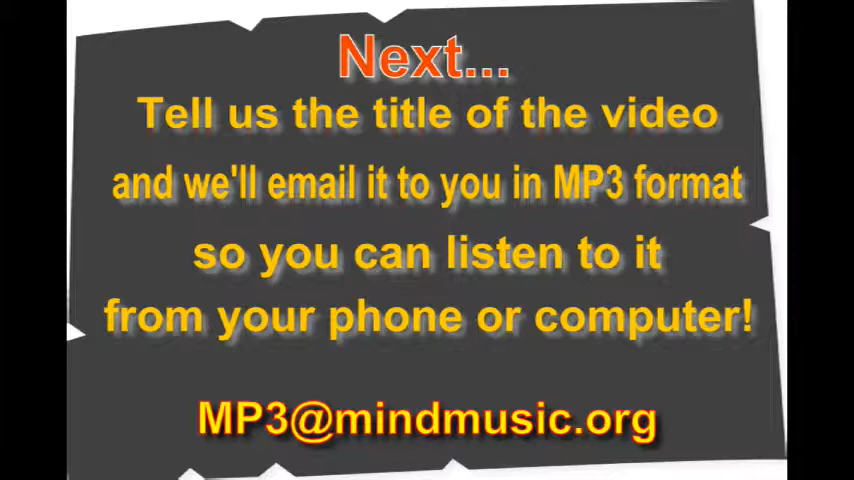 Next...
Tell us the title of the video
and we'll email it to you in MP3 format
so you can listen to it
from your phone or computer!
MP3@mindmusic.org